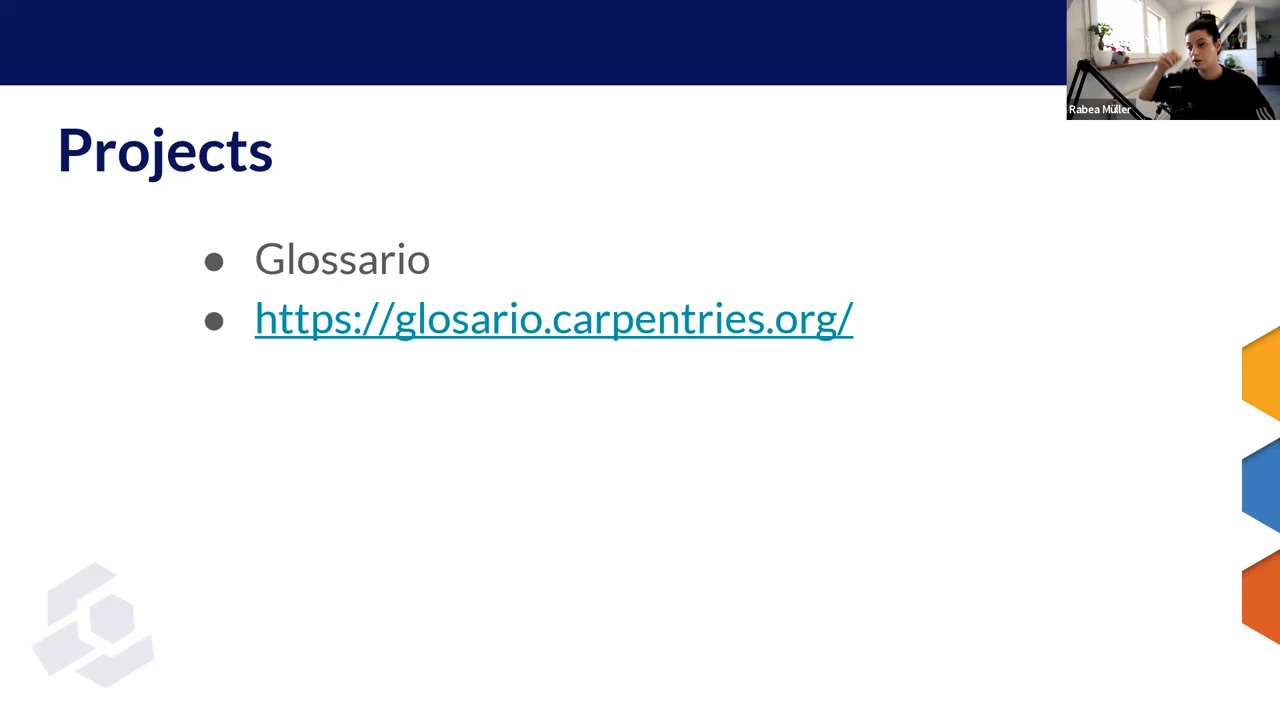 Rabea Müller
Projects
● Glossario
● https://glosario.carpentries.org/